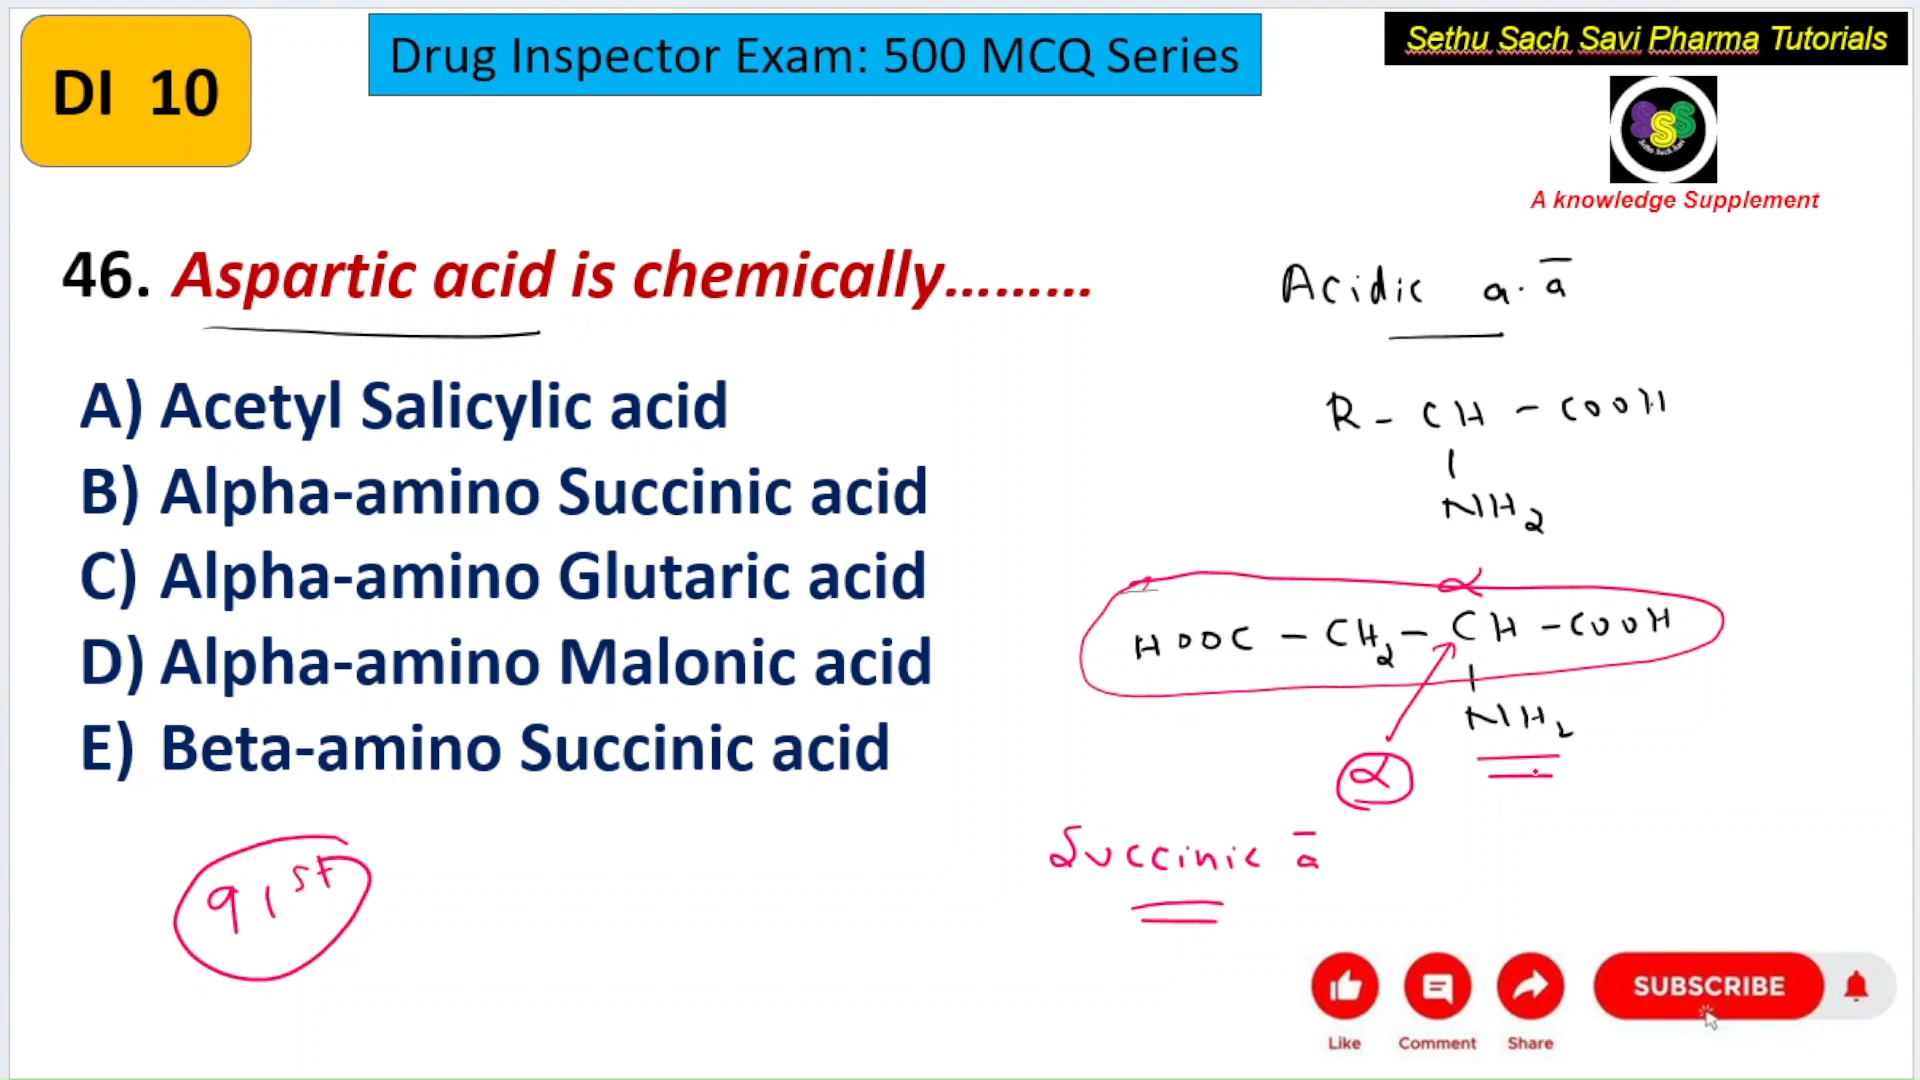 DI 10
Drug Inspector Exam: 500 MCQ Series
Sethu Sach Savi Pharma Tutorials
SSS
A knowledge Supplement
46. Aspartic acid is chemically.........
A) Acetyl Salicylic acid
B) Alpha-amino Succinic acid
C) Alpha-amino Glutaric acid
D) Alpha-amino Malonic acid
E) Beta-amino Succinic acid
91st
Acidic a. a̅
R - CH - COOH
NH2
α
HOOC - CH2 - CH - COOH
NH2
α
Succinic a̅
SUBSCRIBE
Like Comment Share